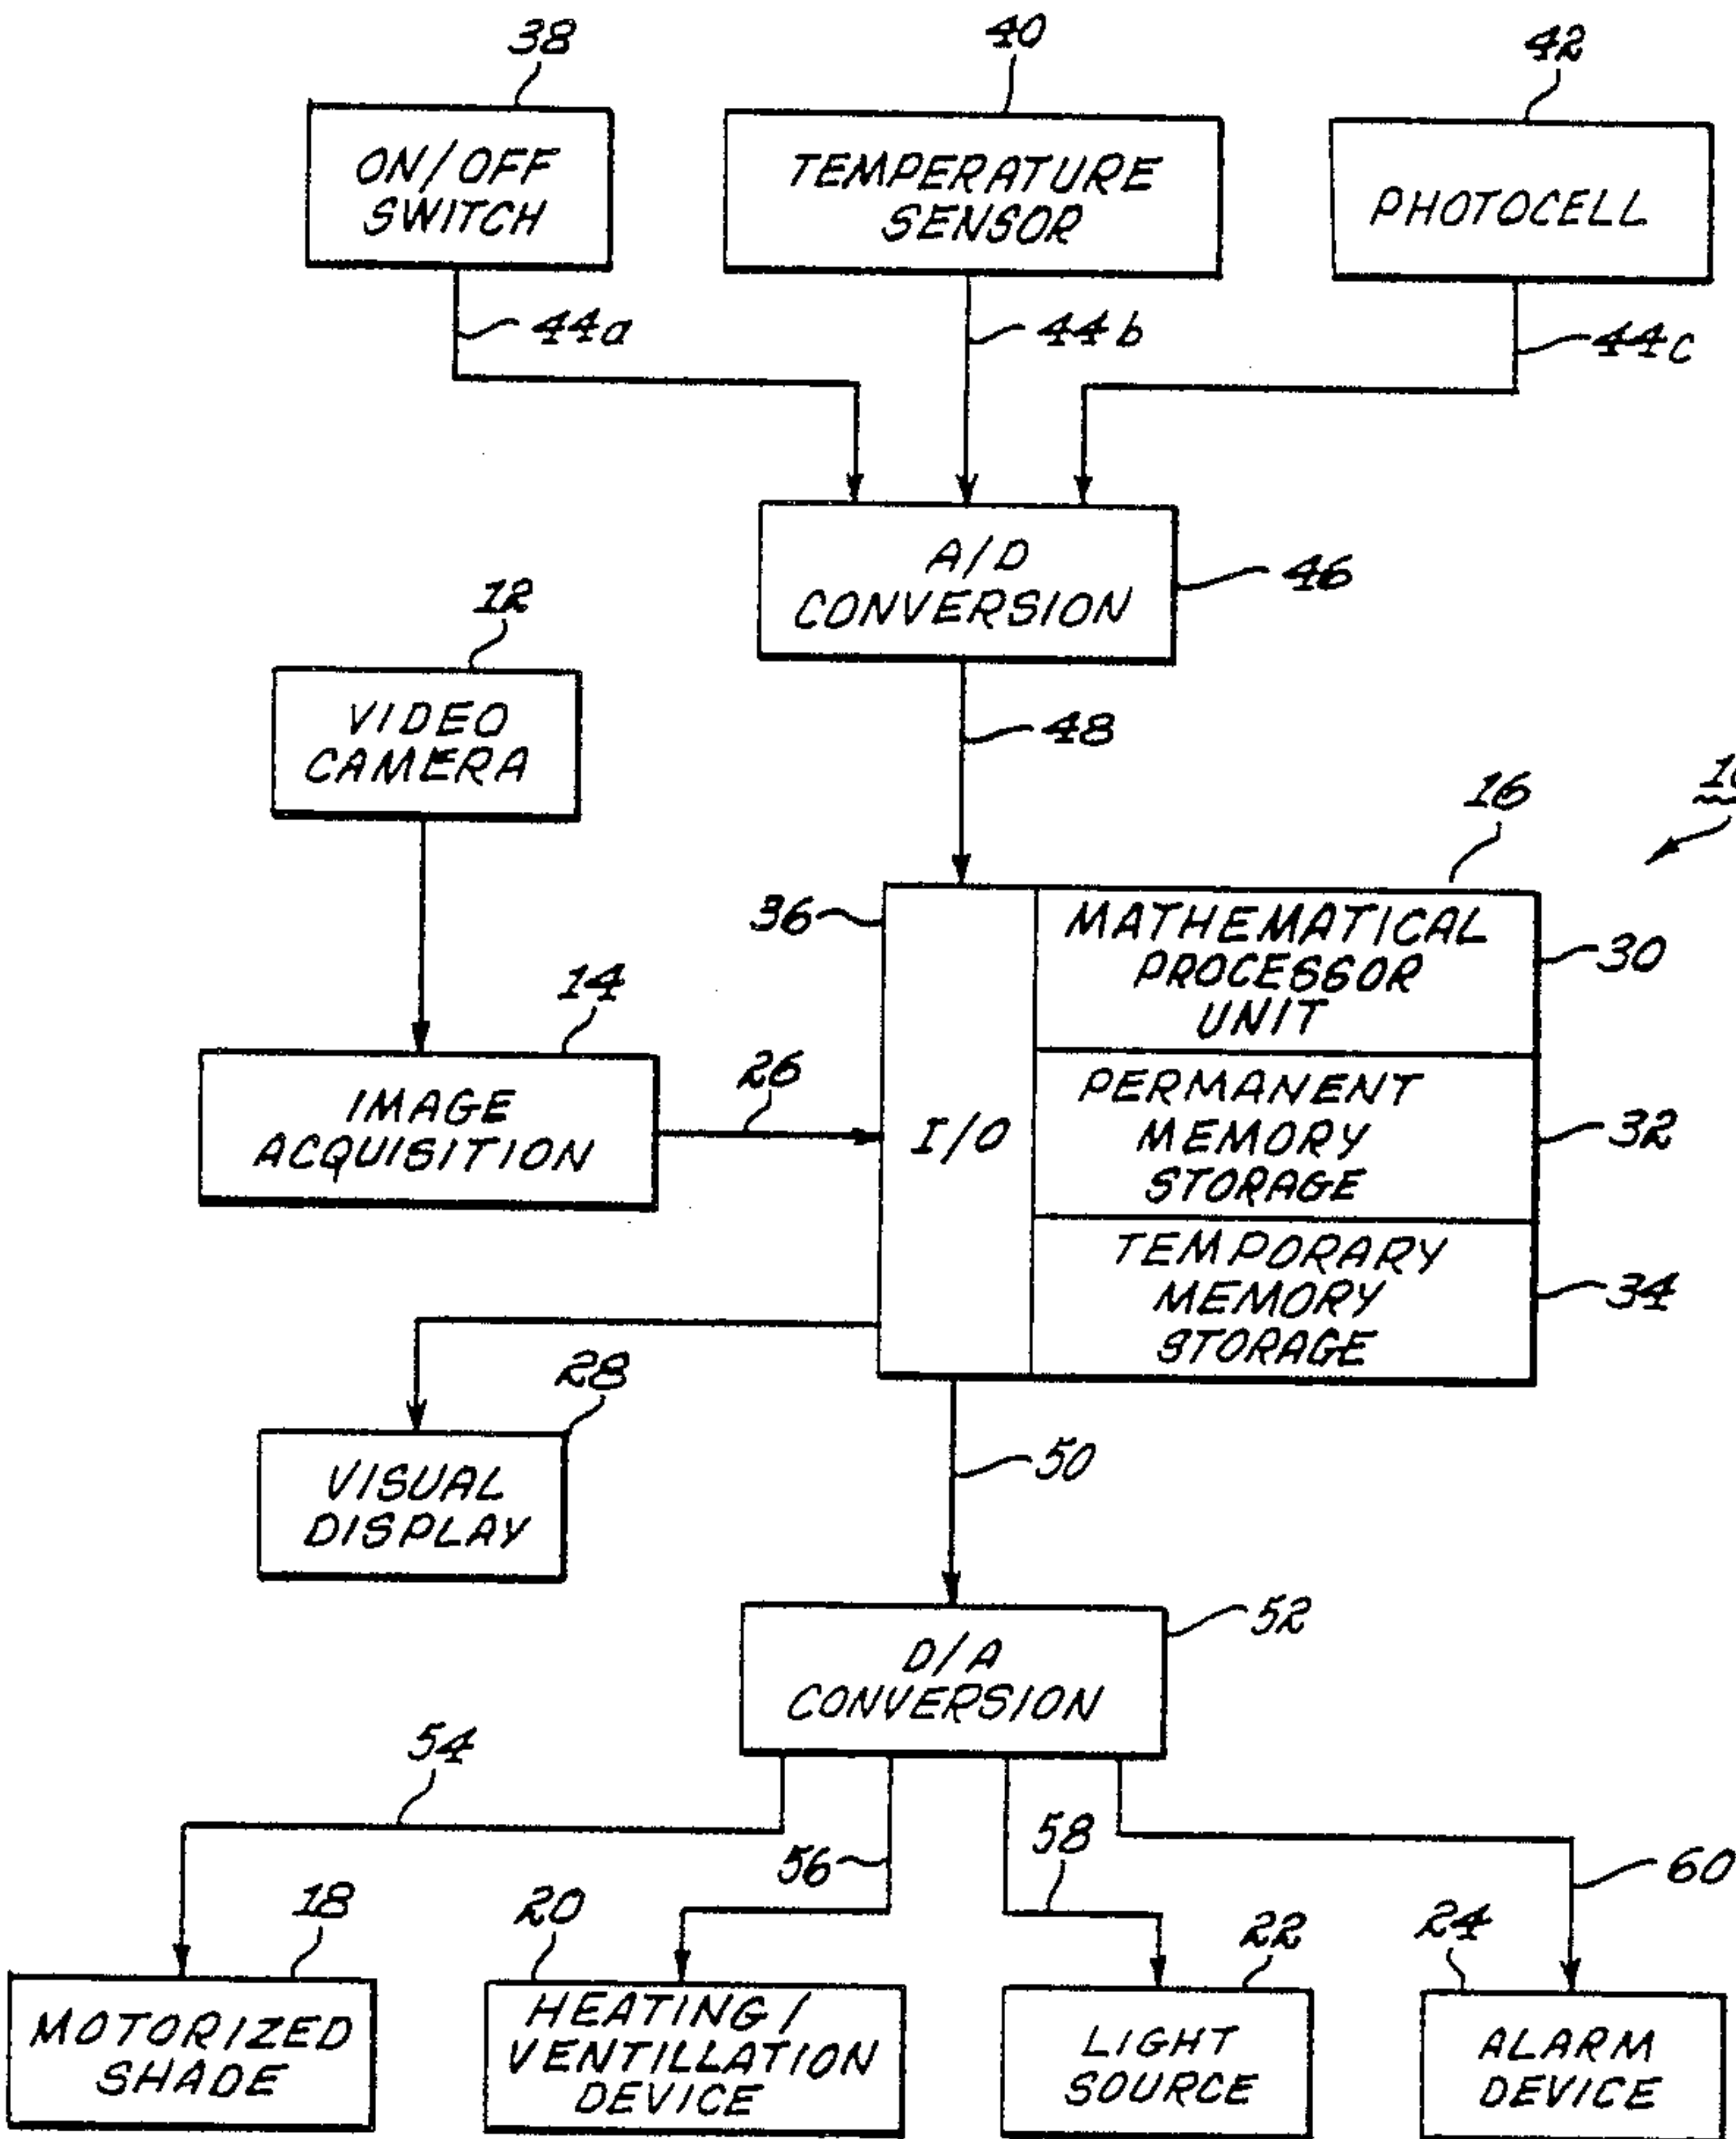 38
40
42
ON/OFF
SWITCH
TEMPERATURE
SENSOR
PHOTOCELL
44a
44b
44c
A/D
CONVERSION
46
12
VIDEO
CAMERA
48
16
36
I/O
MATHEMATICAL
PROCESSOR
UNIT
30
14
IMAGE
ACQUISITION
26
PERMANENT
MEMORY
STORAGE
32
TEMPORARY
MEMORY
STORAGE
34
28
VISUAL
DISPLAY
50
D/A
CONVERSION
52
54
56
58
60
18
20
22
24
MOTORIZED
SHADE
HEATING/
VENTILLATION
DEVICE
LIGHT
SOURCE
ALARM
DEVICE